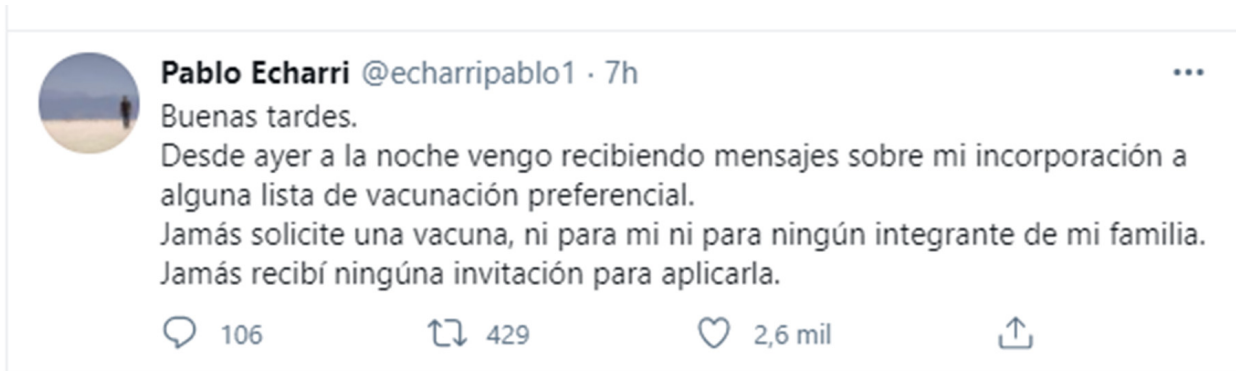 Pablo Echarri @echarripablo1 · 7h
Buenas tardes.
Desde ayer a la noche vengo recibiendo mensajes sobre mi incorporación a
alguna lista de vacunación preferencial.
Jamás solicite una vacuna, ni para mi ni para ningún integrante de mi familia.
Jamás recibí ningúna invitación para aplicarla.
106 429 2,6 mil